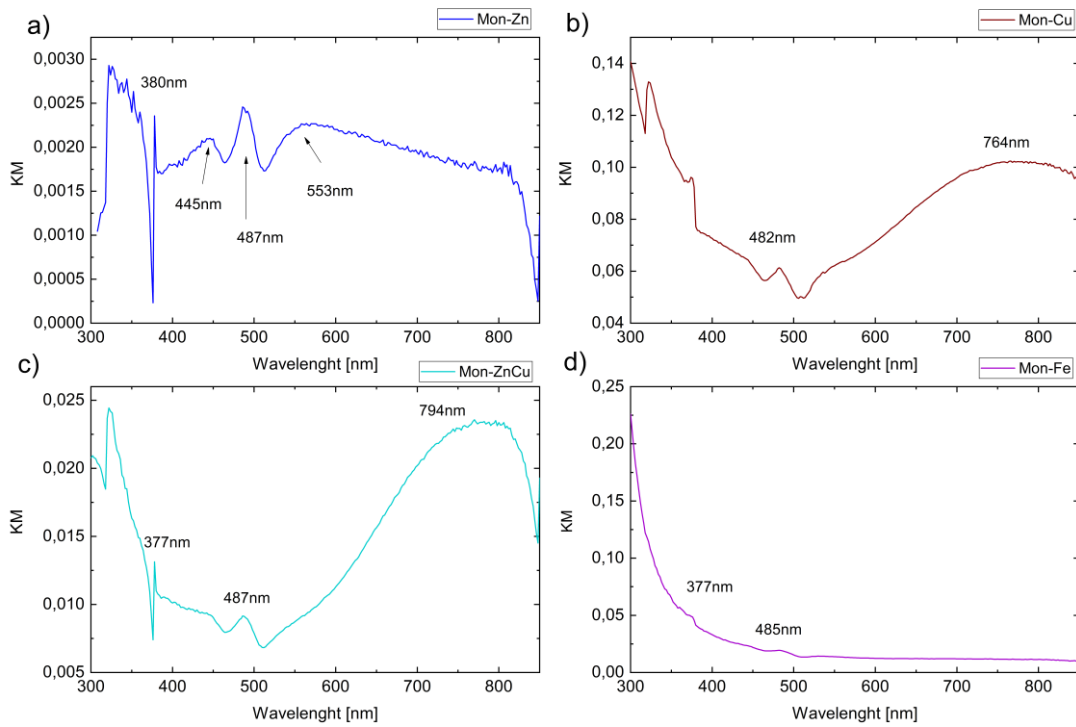 a)
Mon-Zn
0,0030
0,0025
0,0020
0,0015
0,0010
0,0005
0,0000
KM
380nm
445nm
487nm
553nm
300 400 500 600 700 800
Wavelenght [nm]
b)
Mon-Cu
0,14
0,12
0,10
0,08
0,06
0,04
KM
764nm
482nm
300 400 500 600 700 800
Wavelenght [nm]
c)
Mon-ZnCu
0,025
0,020
0,015
0,010
0,005
KM
794nm
377nm
487nm
300 400 500 600 700 800
Wavelenght [nm]
d)
Mon-Fe
0,25
0,20
0,15
0,10
0,05
0,00
KM
377nm
485nm
300 400 500 600 700 800
Wavelenght [nm]